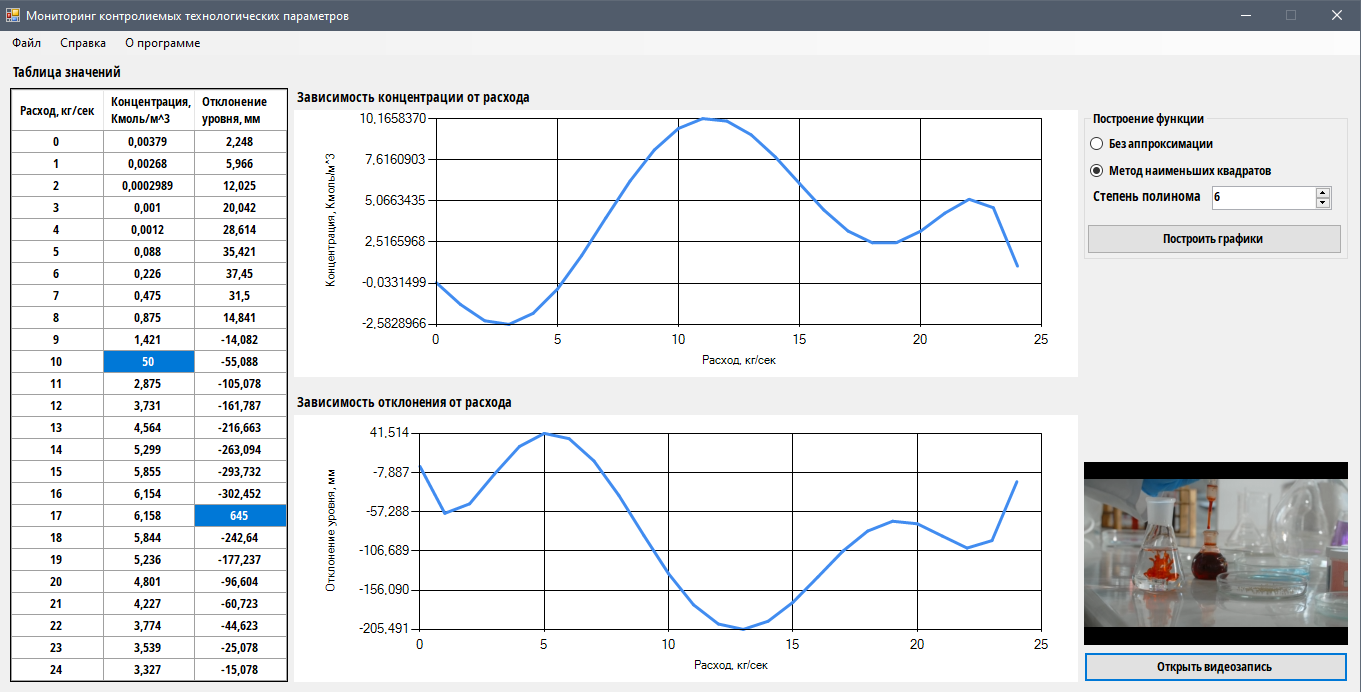 Мониторинг контролиемых технологических параметров
Файл Справка О программе
Таблица значений
Расход, кг/сек Концентрация, Кмоль/м^3 Отклонение уровня, мм
0 0,00379 2,248
1 0,00268 5,966
2 0,0002989 12,025
3 0,001 20,042
4 0,0012 28,614
5 0,088 35,421
6 0,226 37,45
7 0,475 31,5
8 0,875 14,841
9 1,421 -14,082
10 50 -55,088
11 2,875 -105,078
12 3,731 -161,787
13 4,564 -216,663
14 5,299 -263,094
15 5,855 -293,732
16 6,154 -302,452
17 6,158 645
18 5,844 -242,64
19 5,236 -177,237
20 4,801 -96,604
21 4,227 -60,723
22 3,774 -44,623
23 3,539 -25,078
24 3,327 -15,078
Зависимость концентрации от расхода
Концентрация, Кмоль/м^3
10,1658370
7,6160903
5,0663435
2,5165968
-0,0331499
-2,5828966
0 5 10 15 20 25
Расход, кг/сек
Зависимость отклонения от расхода
Отклонение уровня, мм
41,514
-7,887
-57,288
-106,689
-156,090
-205,491
0 5 10 15 20 25
Расход, кг/сек
Построение функции
Без аппроксимации
Метод наименьших квадратов
Степень полинома 6
Построить графики
Открыть видеозапись